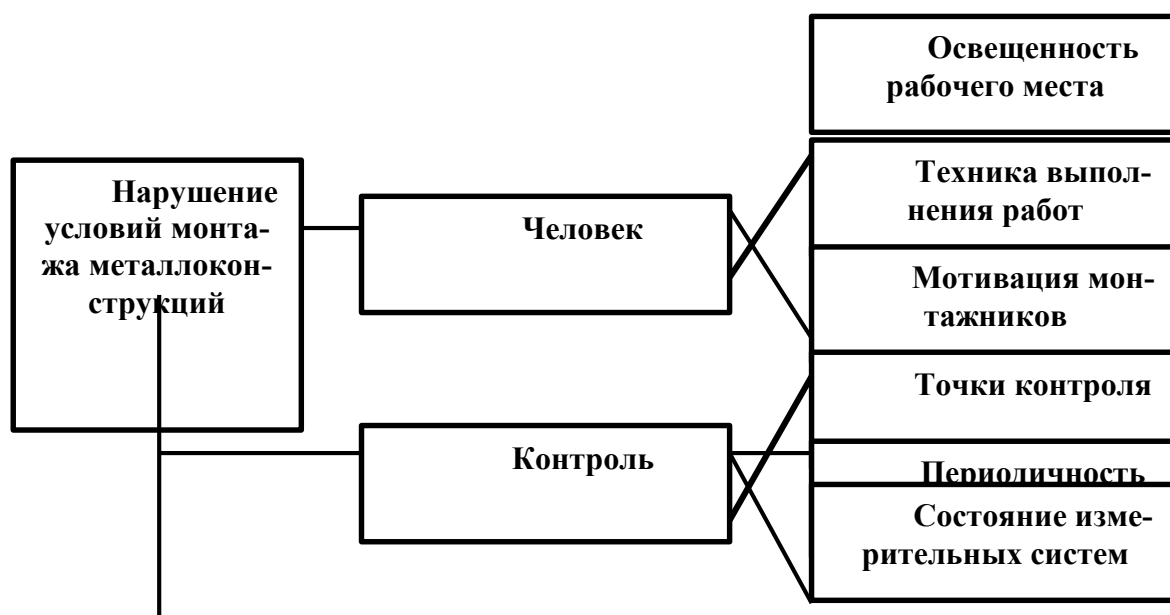 Освещенность
рабочего места
Нарушение
условий монта-
жа металлокон-
струкций
Человек
Техника выпол-
нения работ
Мотивация мон-
тажников
Контроль
Точки контроля
Периодичность
Состояние изме-
рительных систем